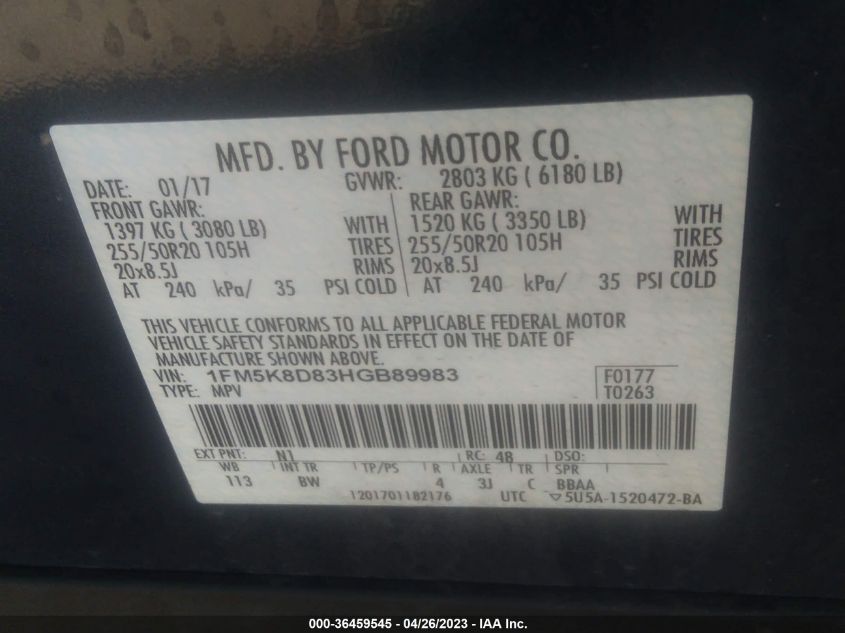 MFD. BY FORD MOTOR CO.
DATE: 01/17 GVWR: 2803 KG ( 6180 LB)
FRONT GAWR: REAR GAWR:
1397 KG ( 3080 LB) WITH 1520 KG ( 3350 LB) WITH
255/50R20 105H TIRES 255/50R20 105H TIRES
20x8.5J RIMS 20x8.5J RIMS
AT 240 kPa/ 35 PSI COLD AT 240 kPa/ 35 PSI COLD
THIS VEHICLE CONFORMS TO ALL APPLICABLE FEDERAL MOTOR
VEHICLE SAFETY STANDARDS IN EFFECT ON THE DATE OF
MANUFACTURE SHOWN ABOVE.
VIN: 1FM5K8D83HGB89983 F0177
TYPE: MPV T0263
EXT PNT: N1 RC: 48 DSO:
WB INT TR TP/PS R AXLE TR SPR
113 BW 4 3J C BBAA
1201701182176 UTC ▽5U5A-1520472-BA
000-36459545 - 04/26/2023 - IAA Inc.